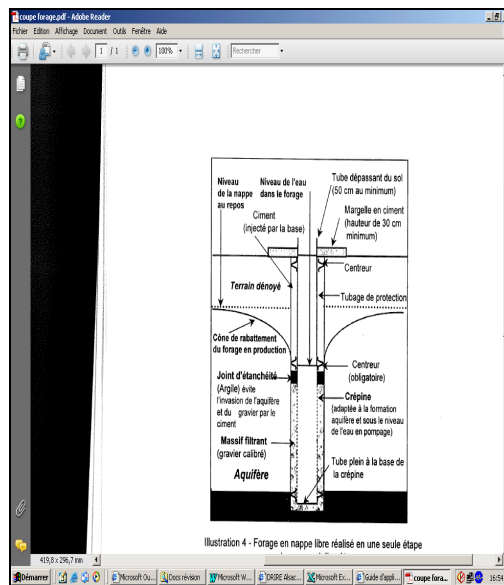 coupe forage.pdf - Adobe Reader
Fichier Edition Affichage Document Outils Fenêtre Aide
1 / 1 100% Rechercher
Niveau de la nappe au repos
Niveau de l'eau dans le forage
Tube dépassant du sol
(50 cm au minimum)
Ciment
(injecté par la base)
Margelle en ciment
(hauteur de 30 cm
minimum)
Centreur
Terrain dénoyé
Tubage de protection
Cône de rabattement
du forage en production
Centreur
(obligatoire)
Joint d'étanchéité
(Argile) évite
l'invasion de l'aquifère
et du gravier par le
ciment
Crépine
(adaptée à la formation
aquifère et sous le niveau
de l'eau en pompage)
Massif filtrant
(gravier calibré)
Tube plein à la base de
la crépine
Aquifère
Illustration 4 - Forage en nappe libre réalisé en une seule étape
419,8 x 296,7 mm
Démarrer Microsoft Ou... Docs révision Microsoft W... DRIRE Alsac... Microsoft Ex... Guide d'appli... coupe fora...